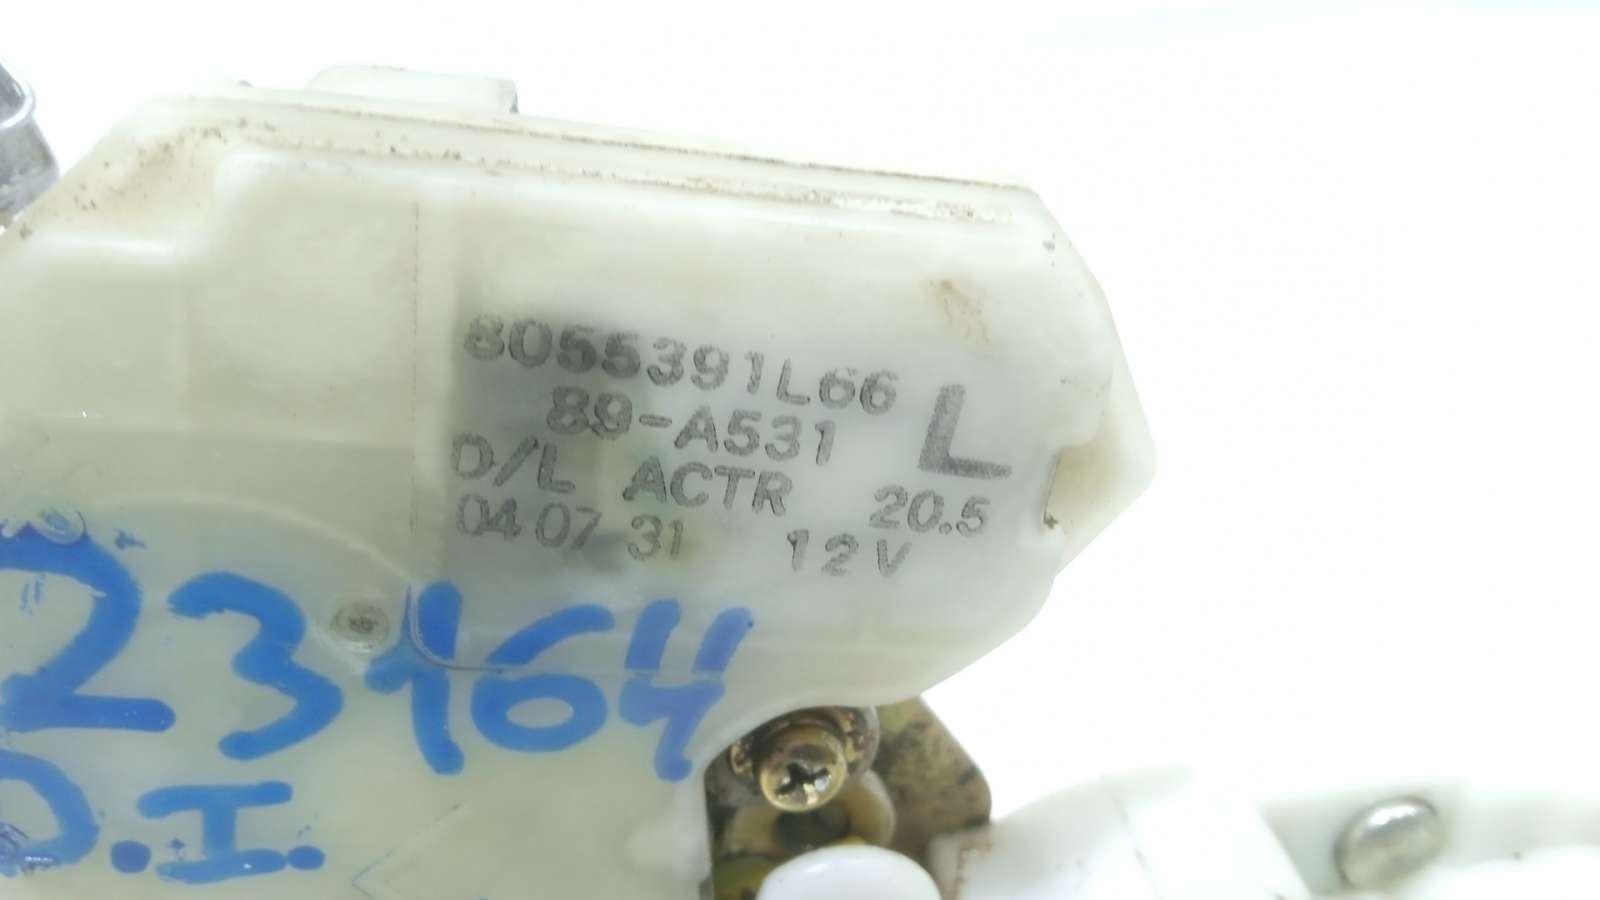 8055391L66
89-A531
L
D/L ACTR 20.5
04 07 31 12V
23164
D.I.